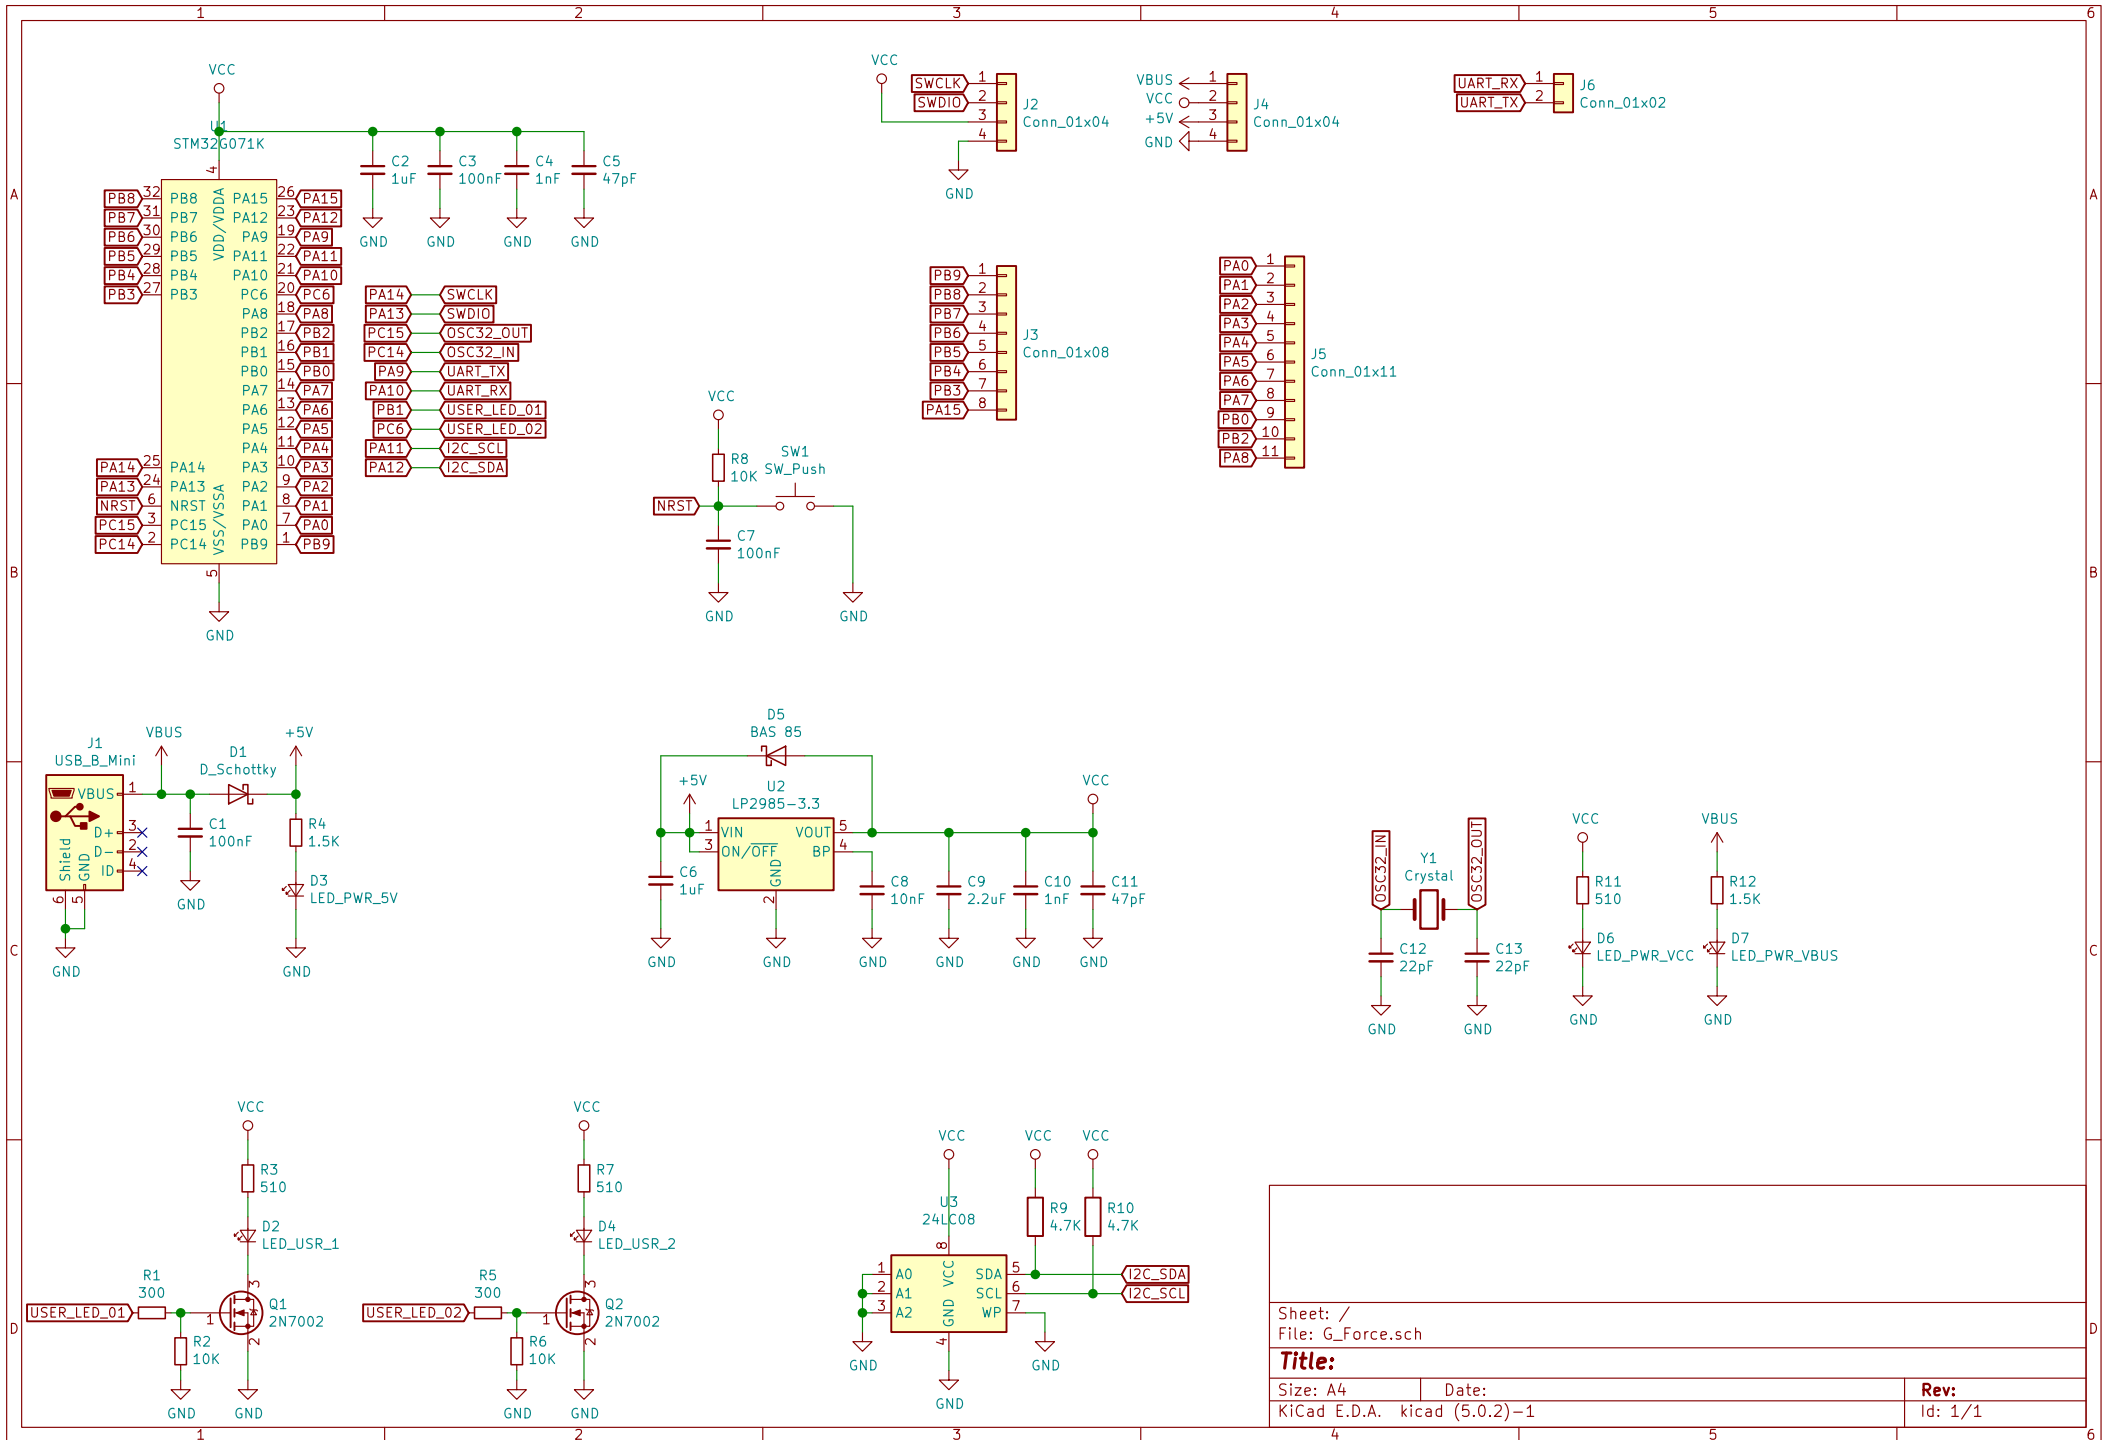 1 2 3 4 5 6
A
B
C
D
VCC
U1
STM32G071K
4
VDD/VDDA
C2
1uF
GND
C3
100nF
GND
C4
1nF
GND
C5
47pF
GND
PB8 32 PB8 PA15 26 PA15
PB7 31 PB7 PA12 23 PA12
PB6 30 PB6 PA9 19 PA9
PB5 29 PB5 PA11 22 PA11
PB4 28 PB4 PA10 21 PA10
PB3 27 PB3 PC6 20 PC6
PA8 18 PA8
PB2 17 PB2
PB1 16 PB1
PB0 15 PB0
PA7 14 PA7
PA6 13 PA6
PA5 12 PA5
PA4 11 PA4
PA14 25 PA14 PA3 10 PA3
PA13 24 PA13 PA2 9 PA2
NRST 6 NRST PA1 8 PA1
PC15 3 PC15 PA0 7 PA0
PC14 2 PC14 PB9 1 PB9
VSS/VSSA
5
GND
PA14 SWCLK
PA13 SWDIO
PC15 OSC32_OUT
PC14 OSC32_IN
PA9 UART_TX
PA10 UART_RX
PB1 USER_LED_01
PC6 USER_LED_02
PA11 I2C_SCL
PA12 I2C_SDA
VCC
SWCLK 1
SWDIO 2
3
4
J2
Conn_01x04
GND
VBUS 1
VCC 2
+5V 3
GND 4
J4
Conn_01x04
UART_RX 1
UART_TX 2
J6
Conn_01x02
PB9 1
PB8 2
PB7 3
PB6 4
PB5 5
PB4 6
PB3 7
PA15 8
J3
Conn_01x08
PA0 1
PA1 2
PA2 3
PA3 4
PA4 5
PA5 6
PA6 7
PA7 8
PB0 9
PB2 10
PA8 11
J5
Conn_01x11
VCC
R8
10K
SW1
SW_Push
NRST
C7
100nF
GND
GND
J1
USB_B_Mini
VBUS 1
D+ 3
D- 2
ID 4
Shield
GND
6
5
GND
VBUS
D1
D_Schottky
+5V
C1
100nF
GND
R4
1.5K
D3
LED_PWR_5V
GND
D5
BAS 85
+5V
U2
LP2985-3.3
1 VIN VOUT 5
3 ON/OFF BP 4
GND
2
GND
C6
1uF
GND
C8
10nF
GND
C9
2.2uF
GND
C10
1nF
GND
VCC
C11
47pF
GND
OSC32_IN
OSC32_OUT
Y1
Crystal
C12
22pF
GND
C13
22pF
GND
VCC
R11
510
D6
LED_PWR_VCC
GND
VBUS
R12
1.5K
D7
LED_PWR_VBUS
GND
VCC
R3
510
D2
LED_USR_1
R1
300
USER_LED_01
1
3
2
Q1
2N7002
R2
10K
GND
GND
VCC
R7
510
D4
LED_USR_2
R5
300
USER_LED_02
1
3
2
Q2
2N7002
R6
10K
GND
GND
VCC
VCC
VCC
U3
24LC08
R9
4.7K
R10
4.7K
8
VCC
1 A0 SDA 5 I2C_SDA
2 A1 SCL 6 I2C_SCL
3 A2 WP 7
GND
4
GND
GND
GND
Sheet: /
File: G_Force.sch
Title:
Size: A4 Date: Rev:
KiCad E.D.A. kicad (5.0.2)-1 Id: 1/1
A
B
C
D
1 2 3 4 5 6